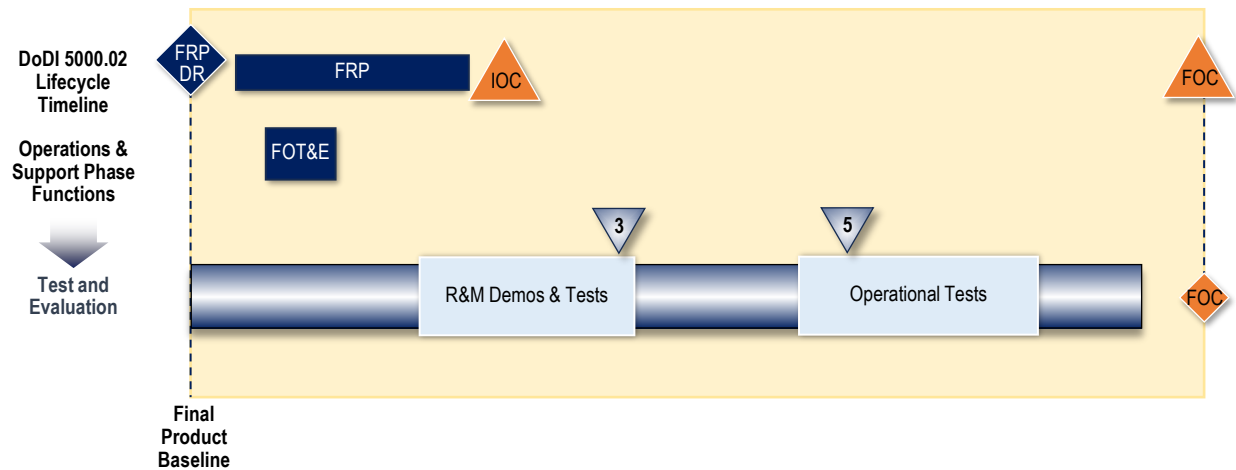 FRP
DR
DoDI 5000.02
Lifecycle
Timeline
FRP
IOC
FOC
Operations &
Support Phase
Functions
FOT&E
3
5
Test and
Evaluation
R&M Demos & Tests
Operational Tests
FOC
Final
Product
Baseline